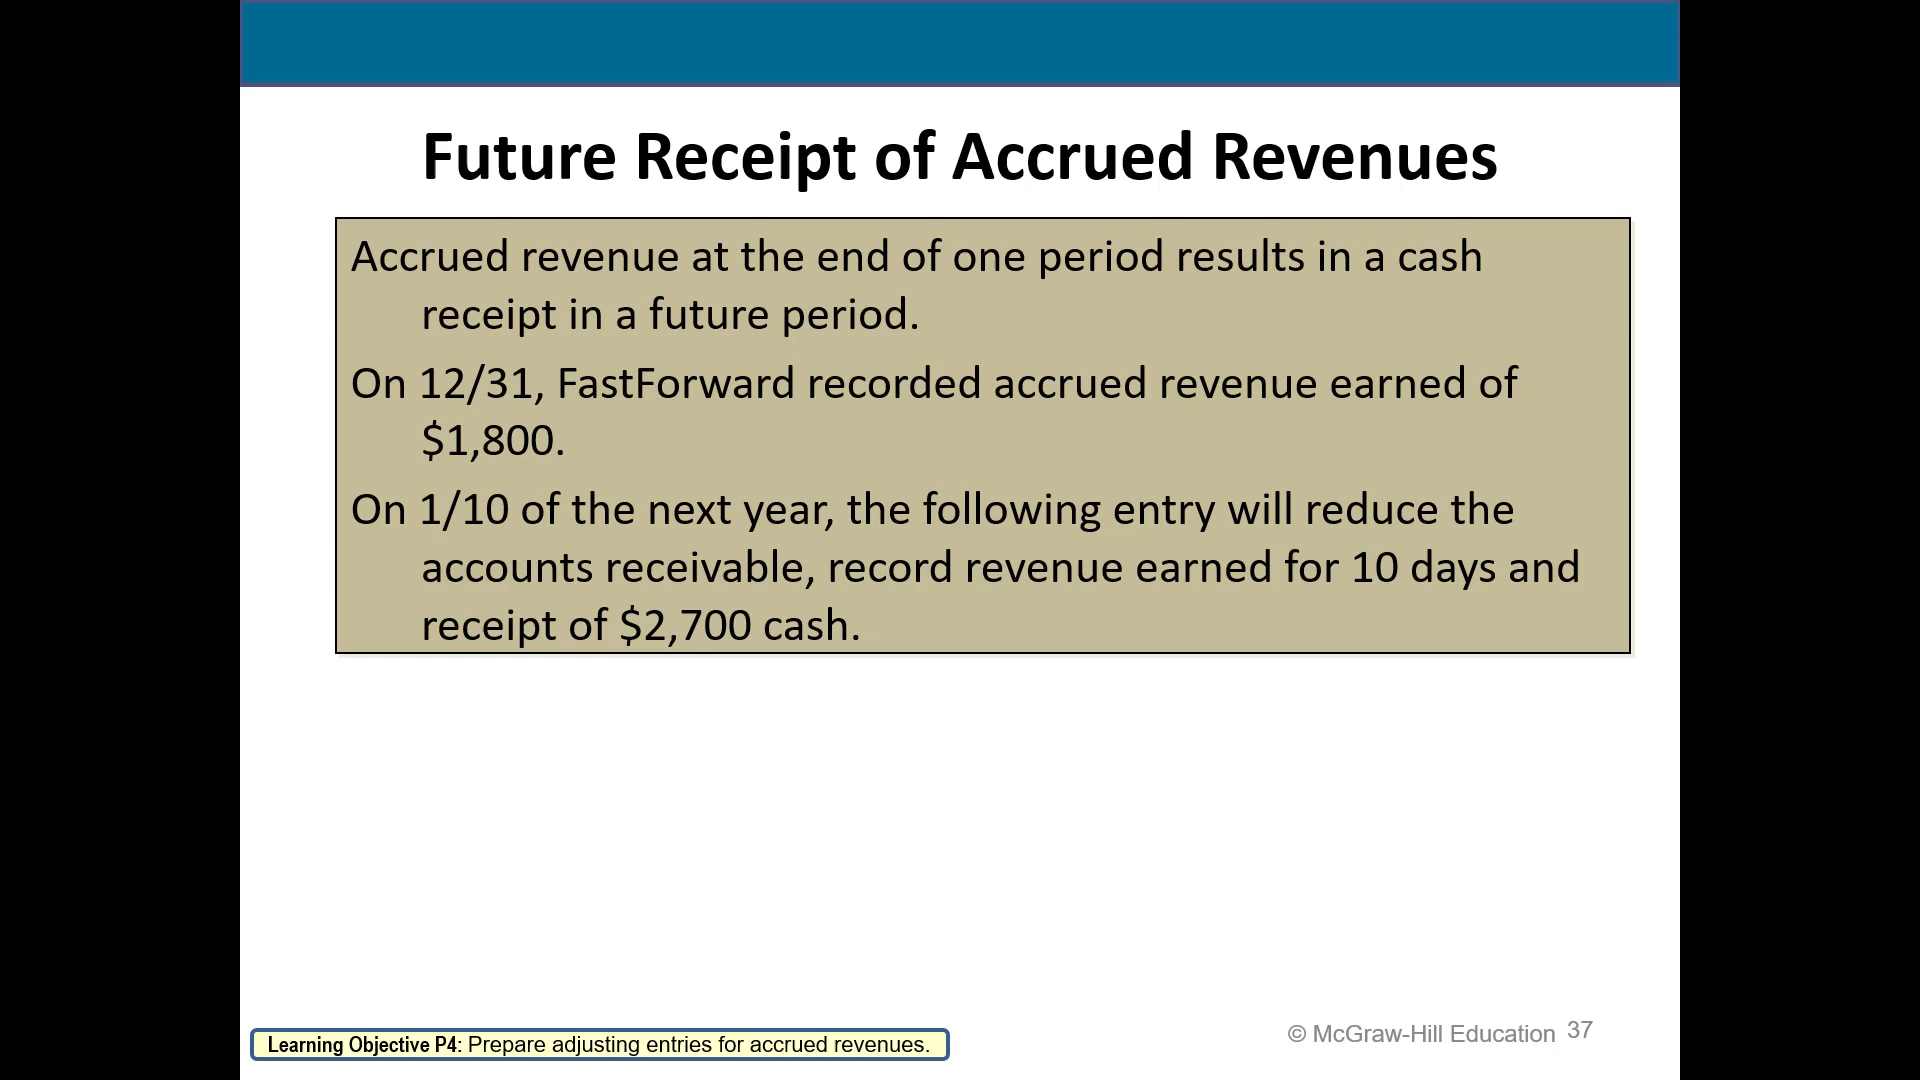 Future Receipt of Accrued Revenues
Accrued revenue at the end of one period results in a cash
receipt in a future period.
On 12/31, FastForward recorded accrued revenue earned of
$1,800.
On 1/10 of the next year, the following entry will reduce the
accounts receivable, record revenue earned for 10 days and
receipt of $2,700 cash.
Learning Objective P4: Prepare adjusting entries for accrued revenues.
© McGraw-Hill Education 37